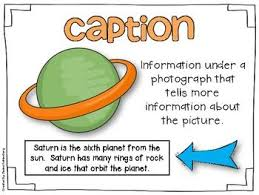 caption
Information under a
photograph that
tells more
information about
the picture.
Saturn is the sixth planet from the
sun. Saturn has many rings of rock
and ice that orbit the planet.